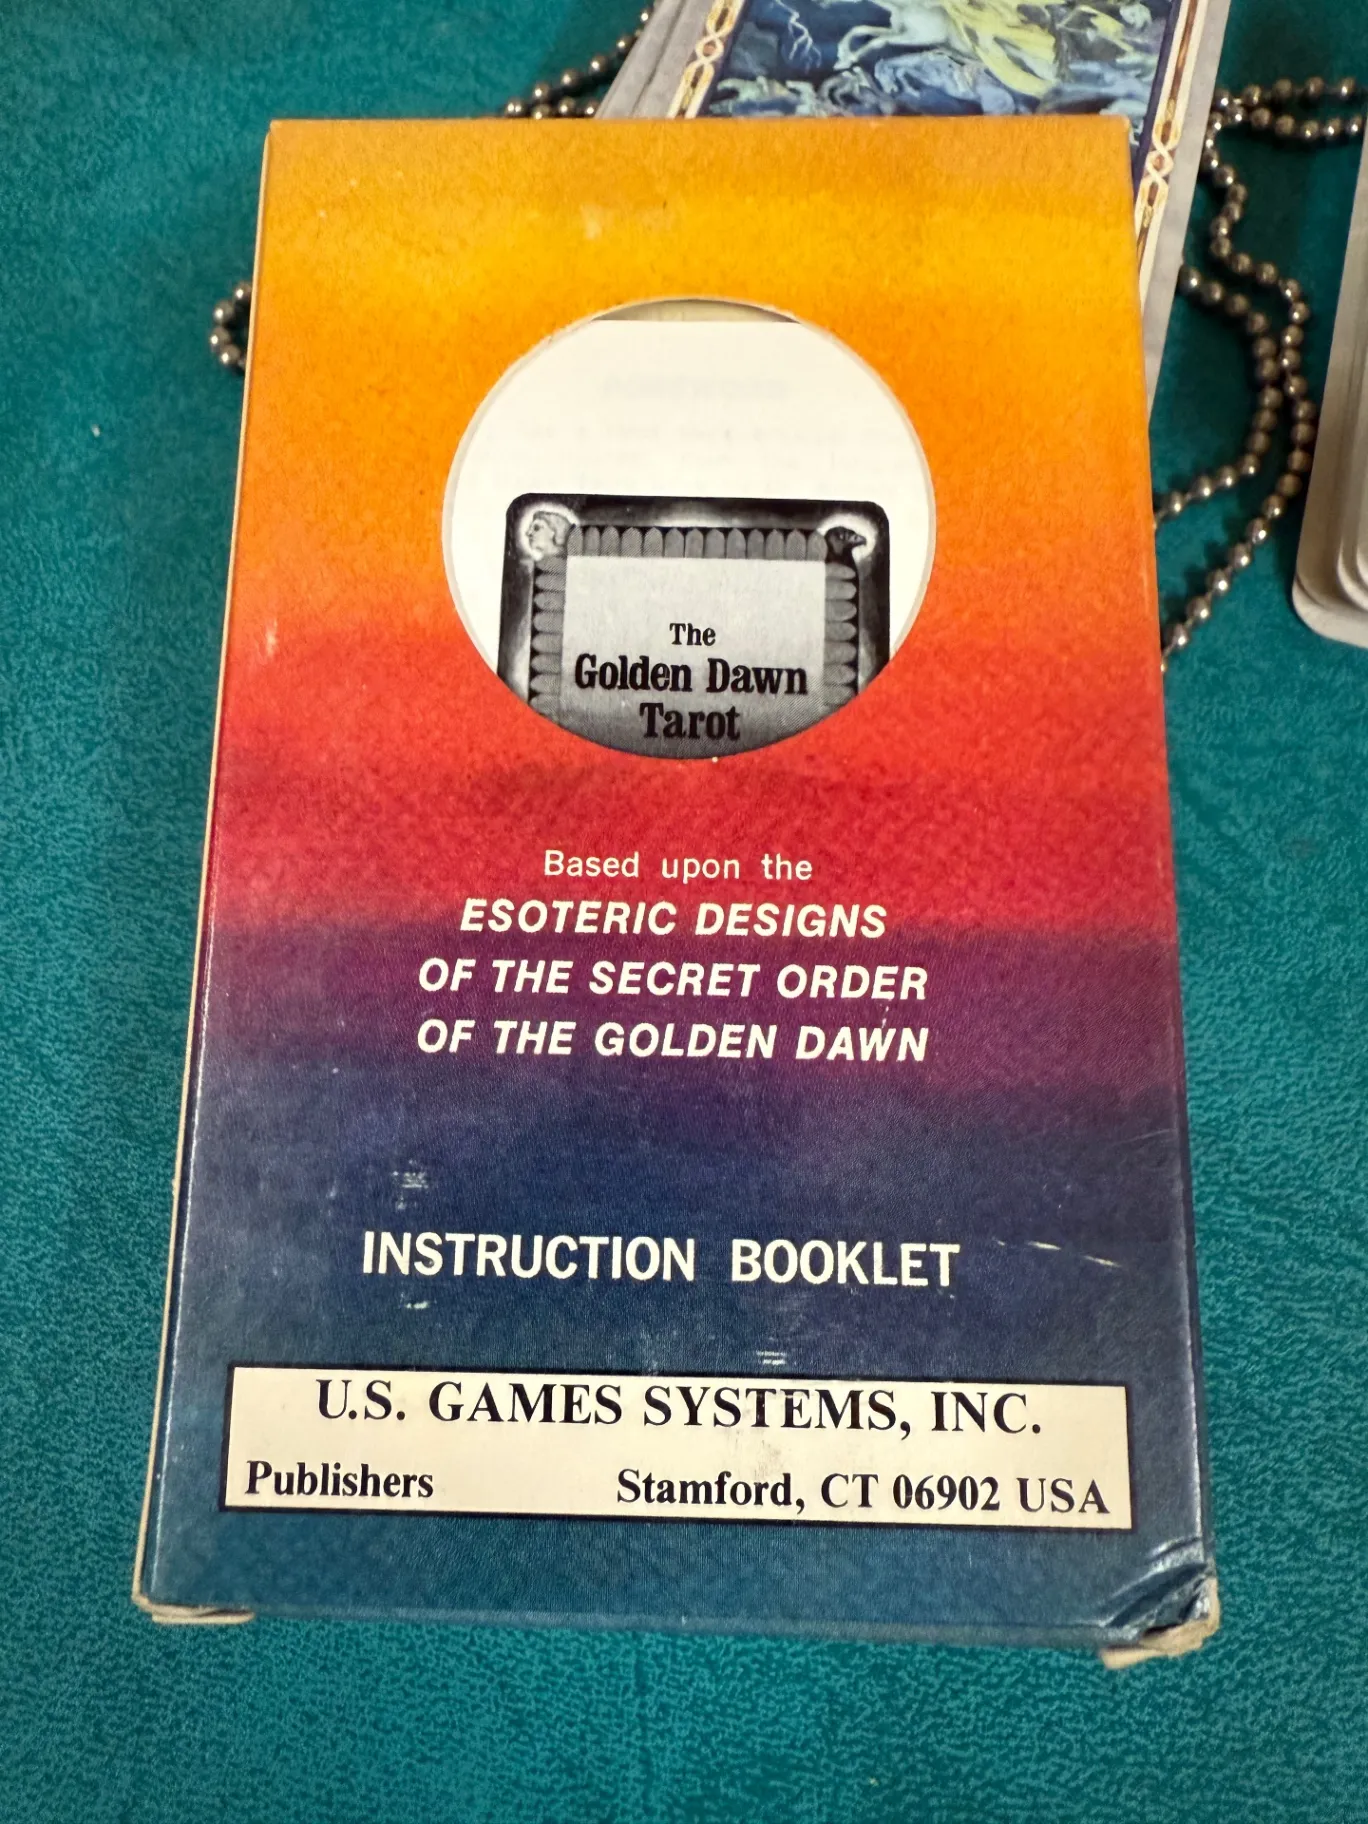 The
Golden Dawn
Tarot
Based upon the
ESOTERIC DESIGNS
OF THE SECRET ORDER
OF THE GOLDEN DAWN
INSTRUCTION BOOKLET
U.S. GAMES SYSTEMS, INC.
Publishers Stamford, CT 06902 USA